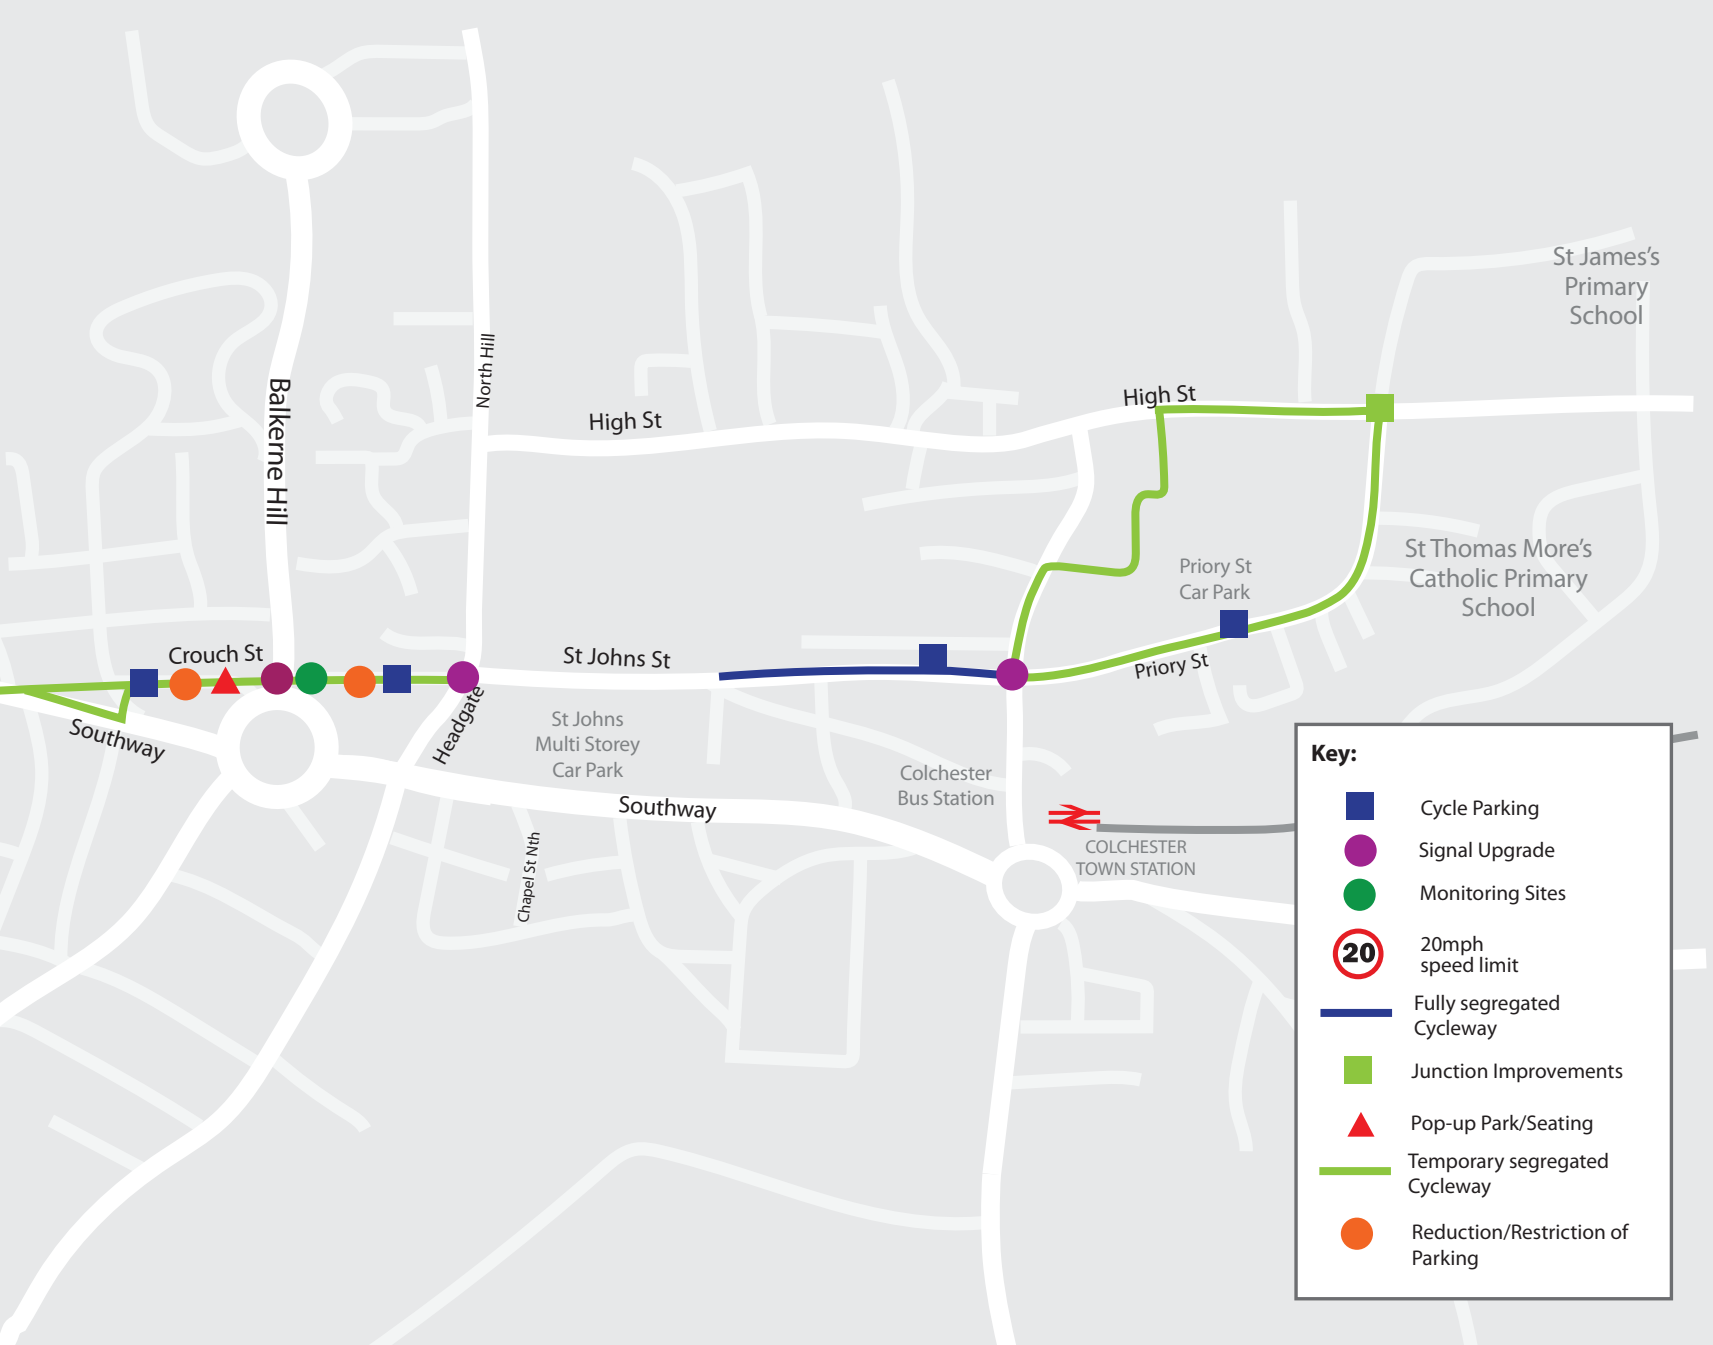 St James's
Primary
School
North Hill
Balkerne Hill
High St
High St
Priory St
Car Park
St Thomas More's
Catholic Primary
School
Crouch St
St Johns St
Priory St
Headgate
Southway
St Johns
Multi Storey
Car Park
Colchester
Bus Station
Southway
Chapel St Nth
COLCHESTER
TOWN STATION
Key:
Cycle Parking
Signal Upgrade
Monitoring Sites
20
20mph
speed limit
Fully segregated
Cycleway
Junction Improvements
Pop-up Park/Seating
Temporary segregated
Cycleway
Reduction/Restriction of
Parking